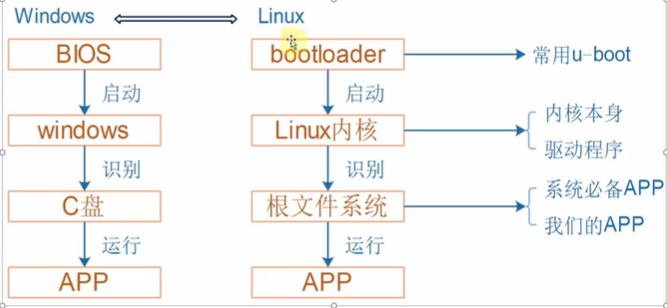 Windows Linux
BIOS bootloader 常用u-boot
启动 启动
windows Linux内核 内核本身
驱动程序
识别 识别
C盘 根文件系统 系统必备APP
我们的APP
运行 运行
APP APP